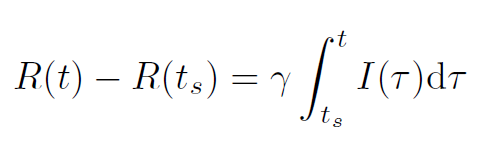 R(t) − R(t_s) = γ ∫_{t_s}^{t} I(τ)dτ